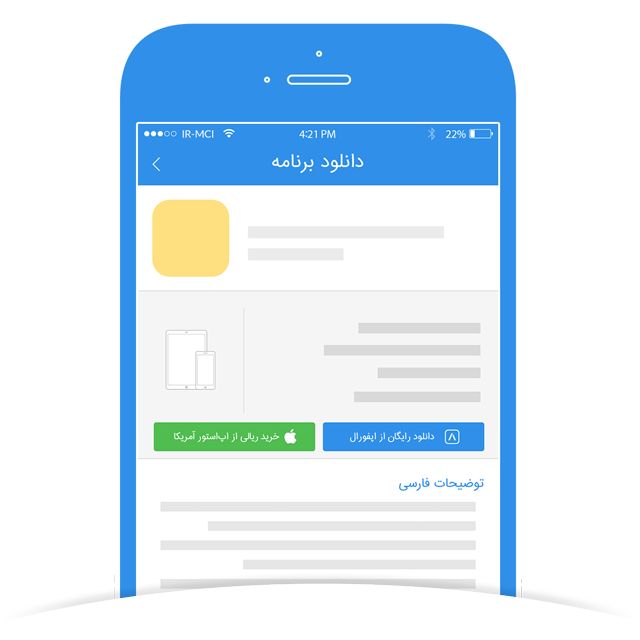 IR-MCI 4:21 PM 22%
دانلود برنامه
دانلود رایگان از اپفورال
خرید ریالی از اپ‌استور آمریکا
توضیحات فارسی